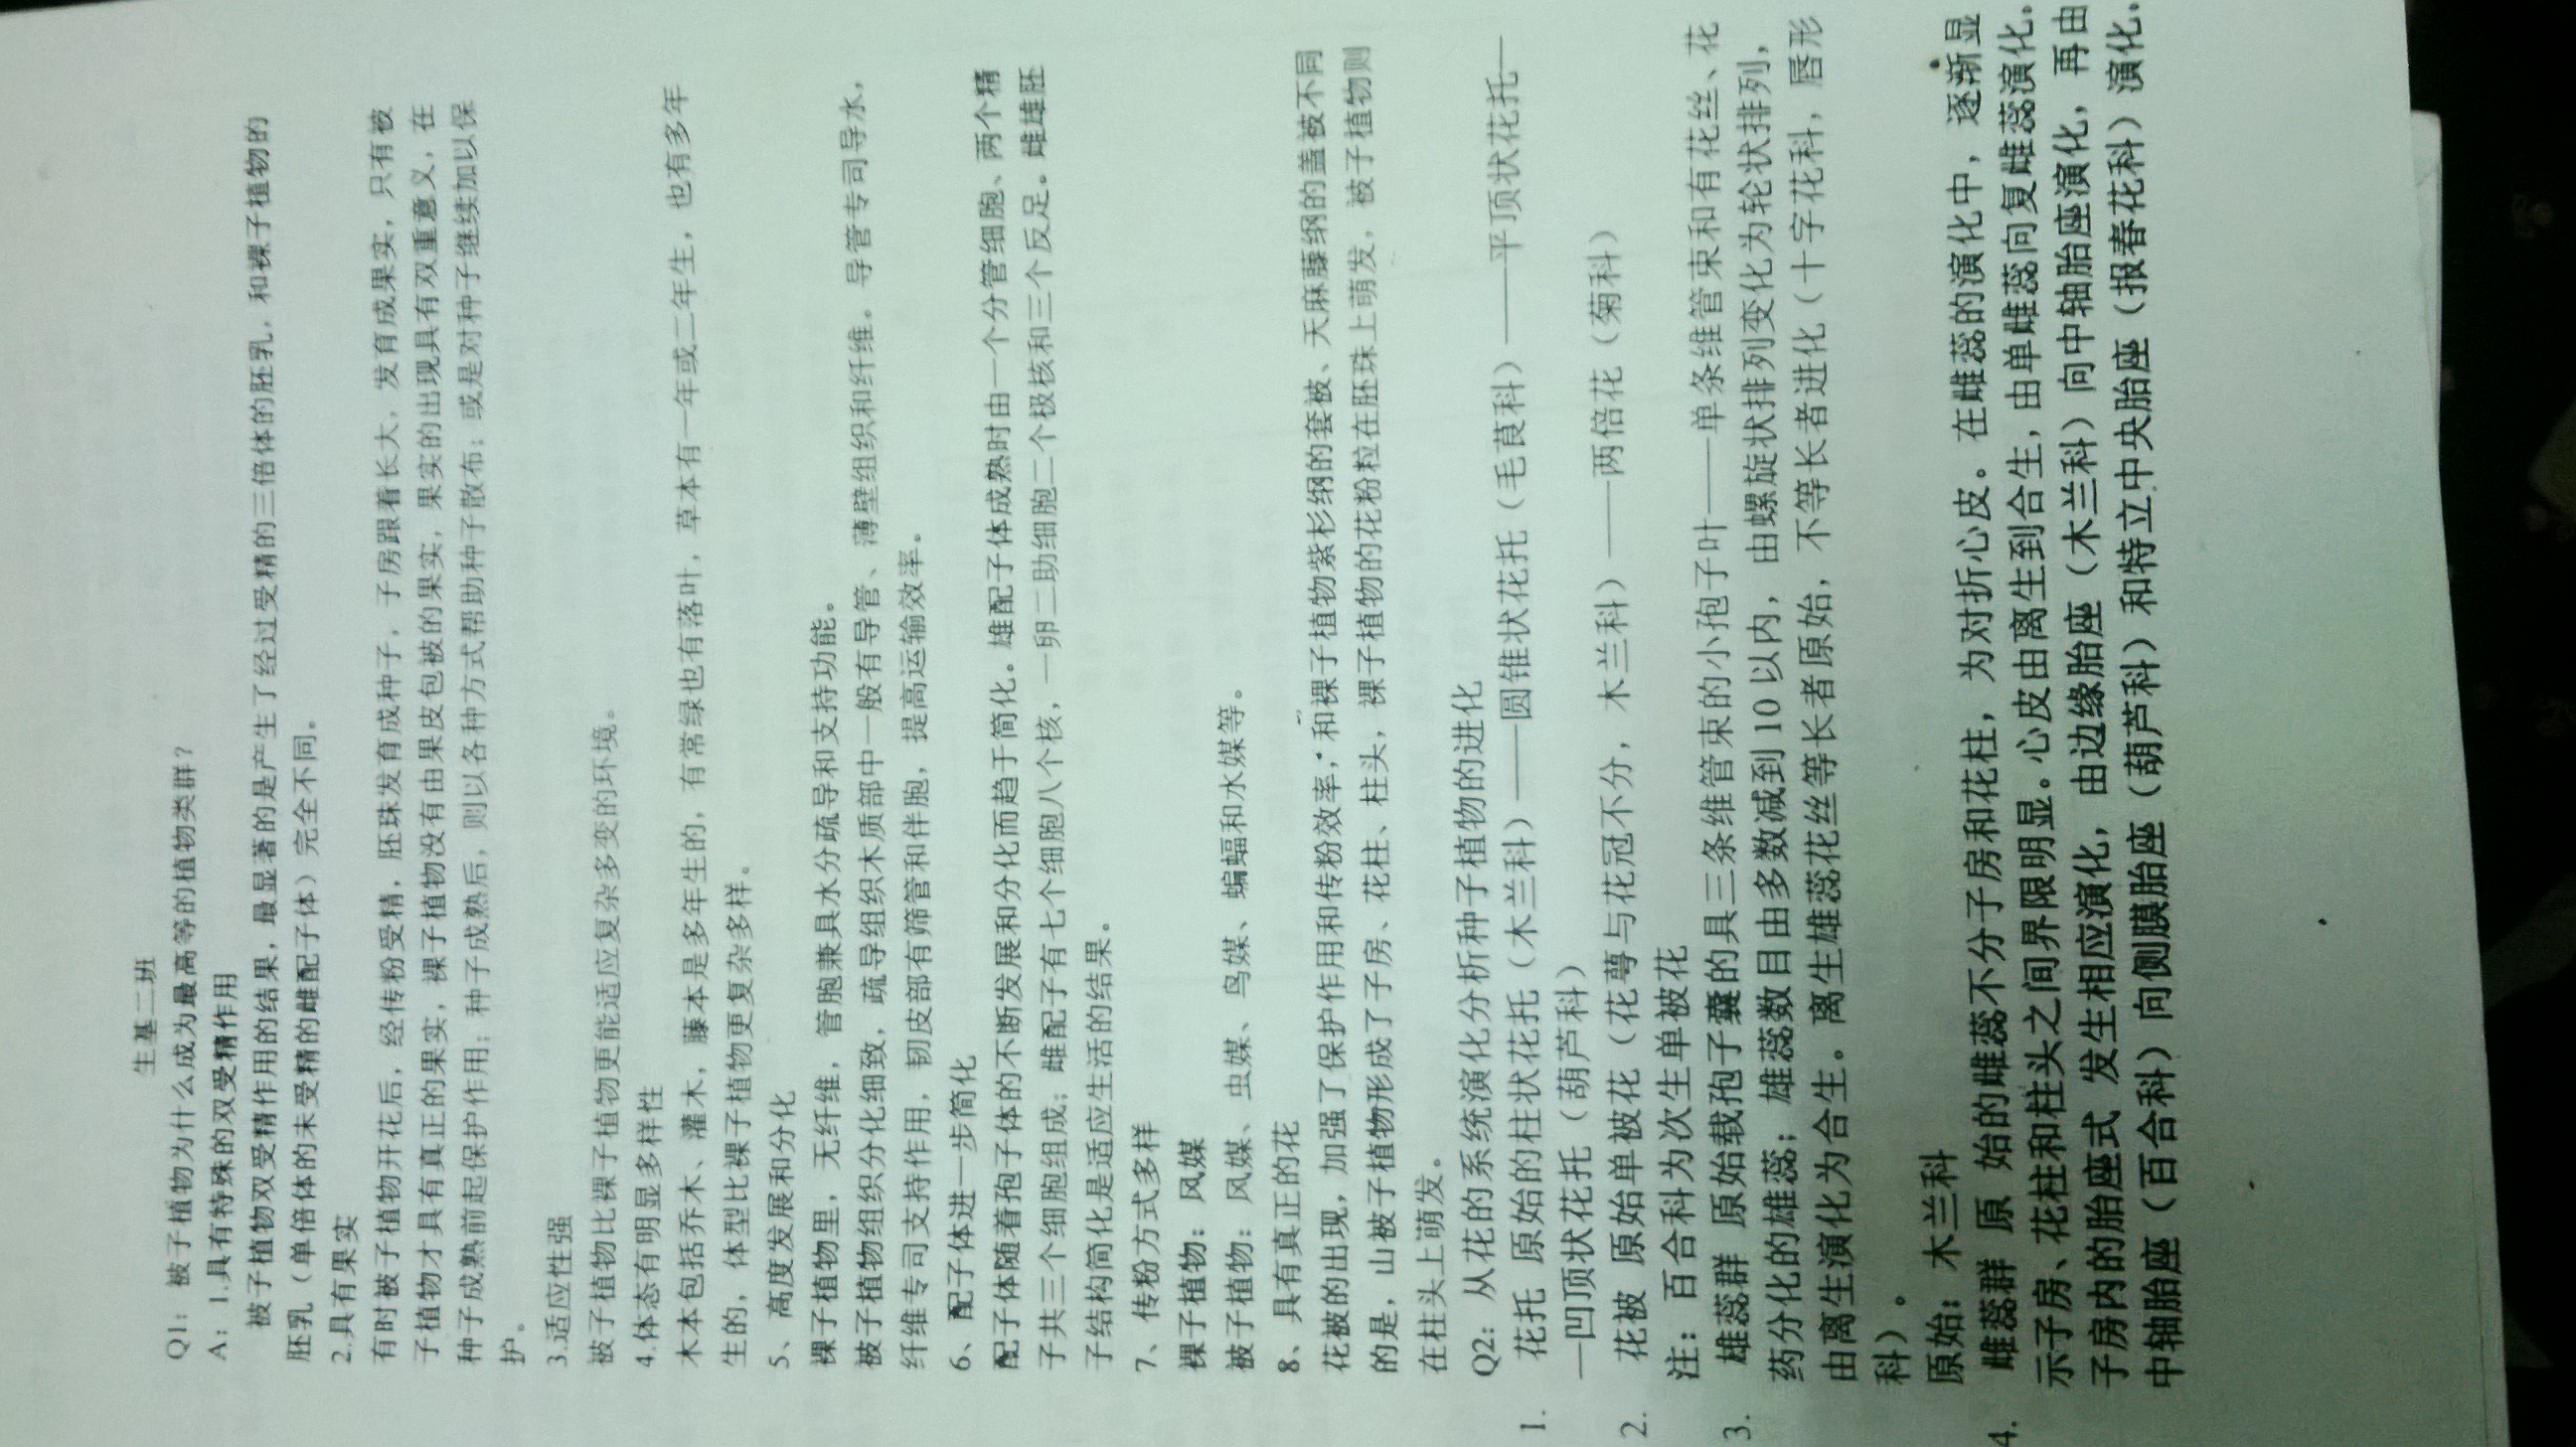 生基二班
Q1：被子植物为什么成为最高等的植物类群？
A：1.具有特殊的双受精作用
被子植物双受精作用的结果，最显著的是产生了经过受精的三倍体的胚乳，和裸子植物的
胚乳（单倍体的未受精的雌配子体）完全不同。
2.具有果实
有时被子植物开花后，经传粉受精，胚珠发育成种子，子房跟着长大，发育成果实，只有被
子植物才具有真正的果实，裸子植物没有由果皮包被的果实，果实的出现具有双重意义，在
种子成熟前起保护作用；种子成熟后，则以各种方式帮助种子散布；或是对种子继续加以保
护。
3.适应性强
被子植物比裸子植物更能适应复杂多变的环境。
4.体态有明显多样性
木本包括乔木、灌木，藤本是多年生的，有常绿也有落叶，草本有一年或二年生，也有多年
生的，体型比裸子植物更复杂多样。
5、高度发展和分化
裸子植物里，无纤维，管胞兼具水分疏导和支持功能。
被子植物组织分化细致，疏导组织木质部中一般有导管、薄壁组织和纤维。导管专司导水，
纤维专司支持作用，韧皮部有筛管和伴胞，提高运输效率。
6、配子体进一步简化
配子体随着孢子体的不断发展和分化而趋于简化。雄配子体成熟时由一个分管细胞、两个精
子共三个细胞组成；雌配子有七个细胞八个核，一卵二助细胞二个极核和三个反足。雌雄胚
子结构简化是适应生活的结果。
7、传粉方式多样
裸子植物：风媒
被子植物：风媒、虫媒、鸟媒、蝙蝠和水媒等。
8、具有真正的花
花被的出现，加强了保护作用和传粉效率，和裸子植物紫杉纲的套被、天麻藤纲的盖被不同
的是，山被子植物形成了子房、花柱、柱头，裸子植物的花粉粒在胚珠上萌发，被子植物则
在柱头上萌发。
Q2：从花的系统演化分析种子植物的进化
1. 花托 原始的柱状花托（木兰科）——圆锥状花托（毛茛科）——平顶状花托—
—凹顶状花托（葫芦科）
2. 花被 原始单被花（花萼与花冠不分，木兰科）——两倍花（菊科）
注：百合科为次生单被花
3. 雄蕊群 原始载孢子囊的具三条维管束的小孢子叶——单条维管束和有花丝、花
药分化的雄蕊；雄蕊数目由多数减到 10 以内，由螺旋状排列变化为轮状排列，
由离生演化为合生。离生雄蕊花丝等长者原始，不等长者进化（十字花科，唇形
科）。
原始：木兰科
4. 雌蕊群 原 始的雌蕊不分子房和花柱，为对折心皮。在雌蕊的演化中，逐渐显
示子房、花柱和柱头之间界限明显。心皮由离生到合生，由单雌蕊向复雌蕊演化，
子房内的胎座式 发生相应演化，由边缘胎座（木兰科）向中轴胎座演化，再由
中轴胎座（百合科）向侧膜胎座（葫芦科）和特立中央胎座（报春花科）演化，